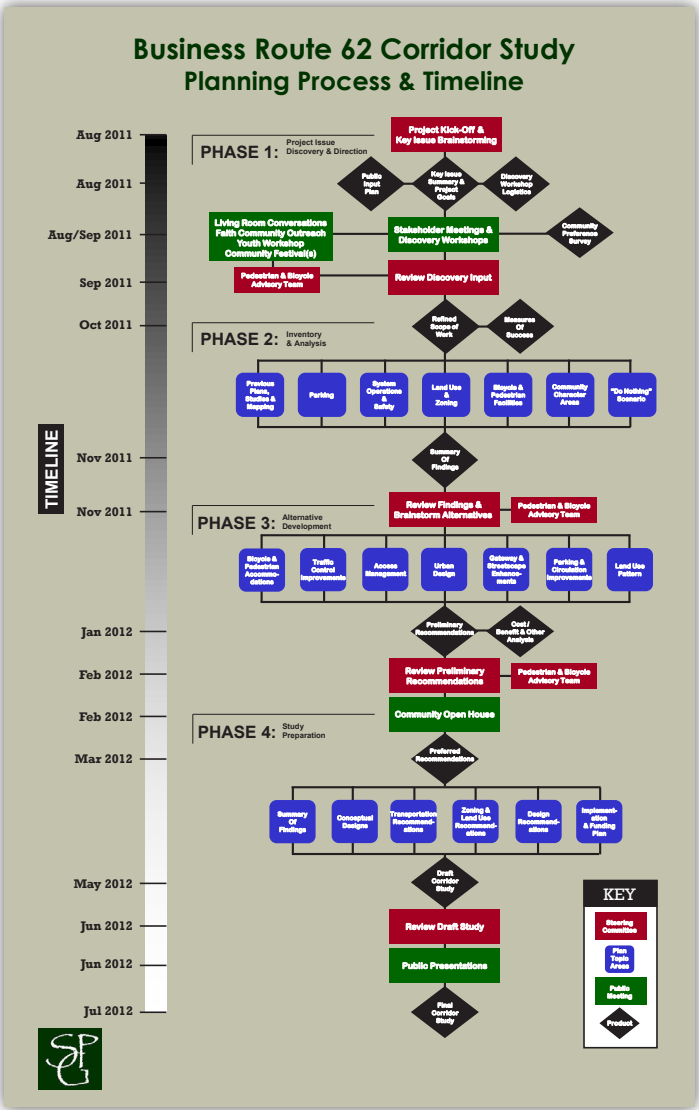 Business Route 62 Corridor Study
Planning Process & Timeline
TIMELINE
Aug 2011
PHASE 1:
Project Issue
Discovery & Direction
Project Kick-Off &
Key Issue Brainstorming
Aug 2011
Public
Input
Plan
Key Issue
Summary &
Project
Goals
Discovery
Workshop
Logistics
Aug/Sep 2011
Living Room Conversations
Faith Community Outreach
Youth Workshop
Community Festival(s)
Stakeholder Meetings &
Discovery Workshops
Community
Preference
Survey
Sep 2011
Pedestrian & Bicycle
Advisory Team
Review Discovery Input
Oct 2011
Refined
Scope of
Work
Measures
Of
Success
PHASE 2:
Inventory
& Analysis
Previous
Plans,
Studies &
Mapping
Parking
System
Operations
&
Safety
Land Use
&
Zoning
Bicycle &
Pedestrian
Facilities
Community
Character
Areas
"Do Nothing"
Scenario
Nov 2011
Summary
Of
Findings
Nov 2011
Review Findings &
Brainstorm Alternatives
Pedestrian & Bicycle
Advisory Team
PHASE 3:
Alternative
Development
Bicycle &
Pedestrian
Accommo-
dations
Traffic
Control
Improvements
Access
Management
Urban
Design
Gateway &
Streetscape
Enhance-
ments
Parking &
Circulation
Improvements
Land Use
Pattern
Jan 2012
Preliminary
Recommendations
Cost /
Benefit & Other
Analysis
Feb 2012
Review Preliminary
Recommendations
Pedestrian & Bicycle
Advisory Team
Feb 2012
Community Open House
PHASE 4:
Study
Preparation
Mar 2012
Preferred
Recommendations
Summary
Of
Findings
Conceptual
Designs
Transportation
Recommend-
ations
Zoning &
Land Use
Recommend-
ations
Design
Recommend-
ations
Implement-
ation
& Funding
Plan
May 2012
Draft
Corridor
Study
Jun 2012
Review Draft Study
Jun 2012
Public Presentations
Jul 2012
Final
Corridor
Study
KEY
Steering
Committee
Plan
Topic
Areas
Public
Meeting
Product
SPG